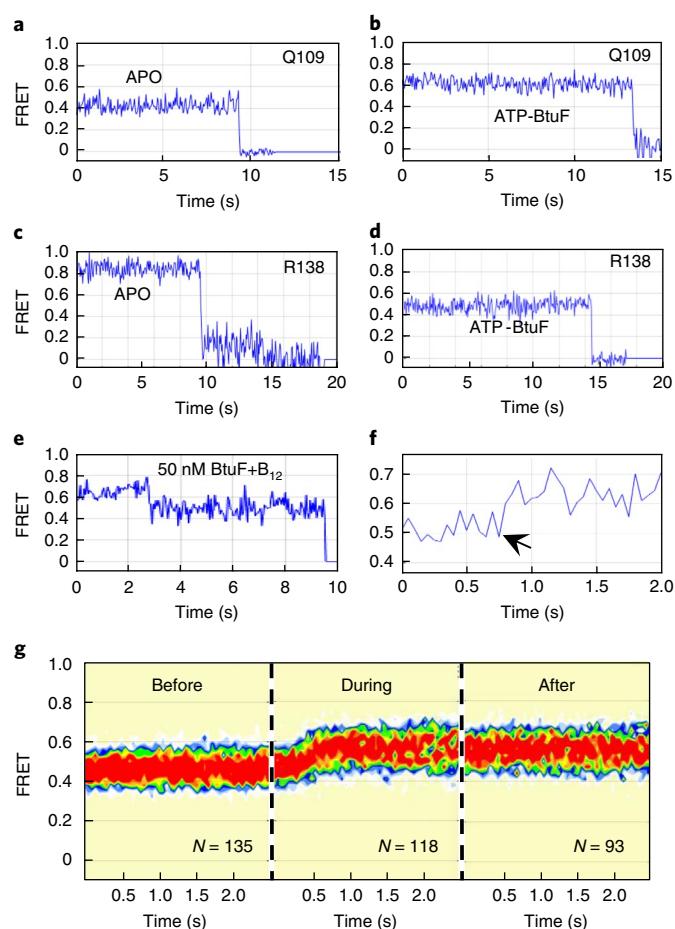 a
b
1.0
0.8
0.6
0.4
0.2
0
FRET
APO
Q109
0
5
10
15
Time (s)
1.0
0.8
0.6
0.4
0.2
0
Q109
ATP-BtuF
0
5
10
15
Time (s)
c
d
1.0
0.8
0.6
0.4
0.2
0
FRET
R138
APO
0
5
10
15
20
Time (s)
1.0
0.8
0.6
0.4
0.2
0
R138
ATP-BtuF
0
5
10
15
20
Time (s)
e
f
1.0
0.8
0.6
0.4
0.2
0
FRET
50 nM BtuF+B12
0
2
4
6
8
10
Time (s)
0.7
0.6
0.5
0.4
0
0.5
1.0
1.5
2.0
Time (s)
g
1.0
0.8
0.6
0.4
0.2
0
FRET
Before
During
After
N = 135
N = 118
N = 93
0.5 1.0 1.5 2.0
0.5 1.0 1.5 2.0
0.5 1.0 1.5 2.0
Time (s)
Time (s)
Time (s)